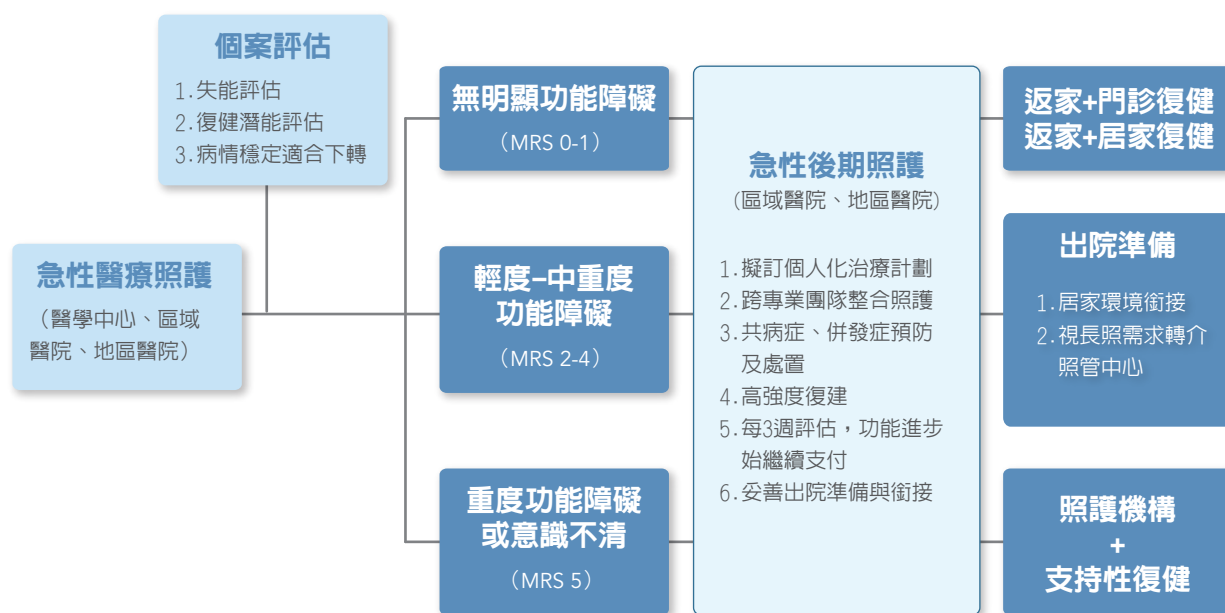 個案評估
1.失能評估
2.復健潛能評估
3.病情穩定適合下轉
急性醫療照護
（醫學中心、區域
醫院、地區醫院）
無明顯功能障礙
（MRS 0-1）
輕度-中重度
功能障礙
（MRS 2-4）
重度功能障礙
或意識不清
（MRS 5）
急性後期照護
(區域醫院、地區醫院)
1.擬訂個人化治療計劃
2.跨專業團隊整合照護
3.共病症、併發症預防
及處置
4.高強度復建
5.每3週評估，功能進步
始繼續支付
6.妥善出院準備與銜接
返家+門診復健
返家+居家復健
出院準備
1.居家環境銜接
2.視長照需求轉介
照管中心
照護機構
+
支持性復健